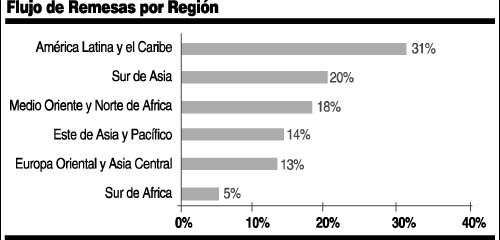 Flujo de Remesas por Región
América Latina y el Caribe 31%
Sur de Asia 20%
Medio Oriente y Norte de Africa 18%
Este de Asia y Pacífico 14%
Europa Oriental y Asia Central 13%
Sur de Africa 5%
0% 10% 20% 30% 40%